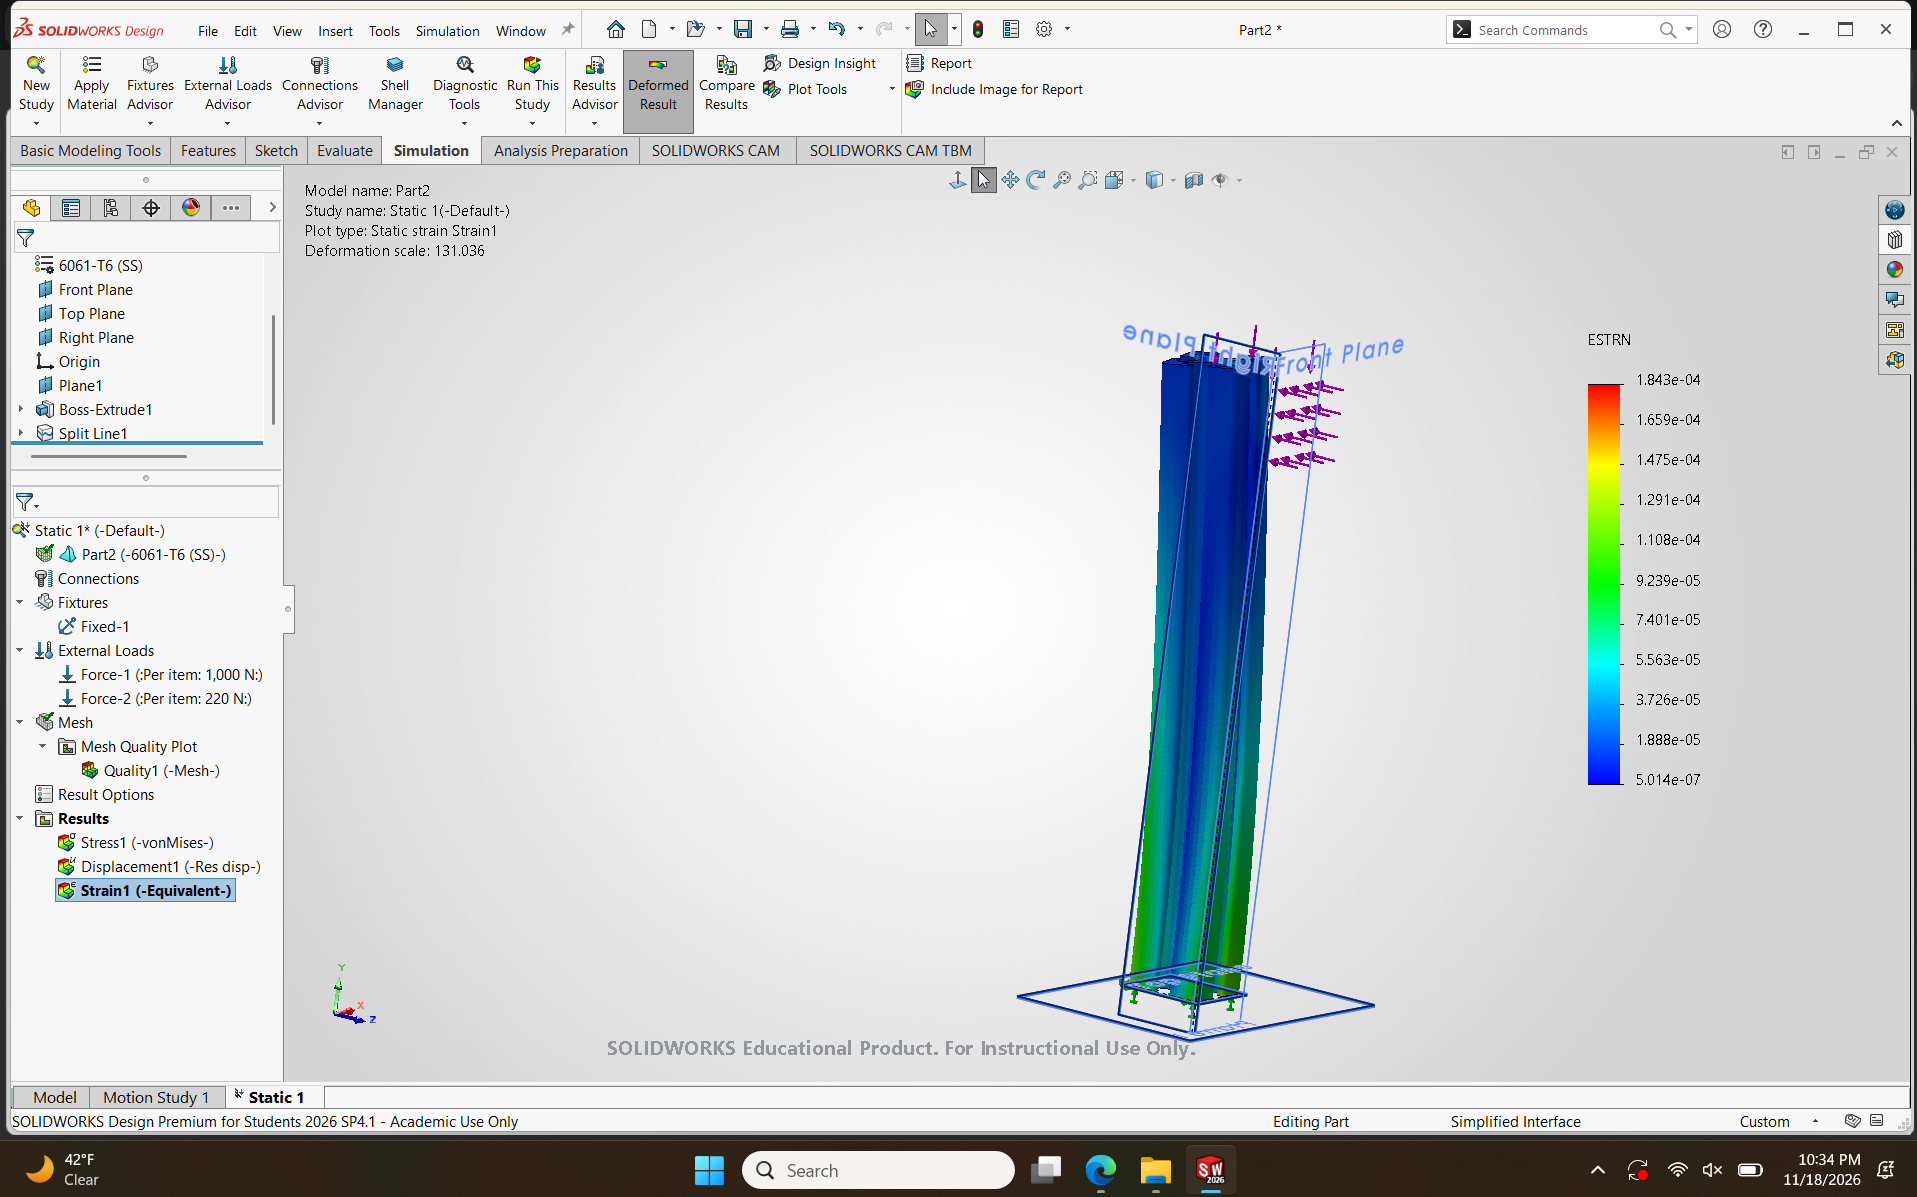 SOLIDWORKS Design
File Edit View Insert Tools Simulation Window
Part2 *
Search Commands
New Study
Apply Material
Fixtures Advisor
External Loads Advisor
Connections Advisor
Shell Manager
Diagnostic Tools
Run This Study
Results Advisor
Deformed Result
Compare Results
Design Insight
Plot Tools
Report
Include Image for Report
Basic Modeling Tools Features Sketch Evaluate Simulation Analysis Preparation SOLIDWORKS CAM SOLIDWORKS CAM TBM
Model name: Part2
Study name: Static 1(-Default-)
Plot type: Static strain Strain1
Deformation scale: 131.036
6061-T6 (SS)
Front Plane
Top Plane
Right Plane
Origin
Plane1
Boss-Extrude1
Split Line1
Static 1* (-Default-)
Part2 (-6061-T6 (SS)-)
Connections
Fixtures
Fixed-1
External Loads
Force-1 (:Per item: 1,000 N:)
Force-2 (:Per item: 220 N:)
Mesh
Mesh Quality Plot
Quality1 (-Mesh-)
Result Options
Results
Stress1 (-vonMises-)
Displacement1 (-Res disp-)
Strain1 (-Equivalent-)
Right Plane
Front Plane
ESTRN
1.843e-04
1.659e-04
1.475e-04
1.291e-04
1.108e-04
9.239e-05
7.401e-05
5.563e-05
3.726e-05
1.888e-05
5.014e-07
Y
X
Z
SOLIDWORKS Educational Product. For Instructional Use Only.
Model Motion Study 1 Static 1
SOLIDWORKS Design Premium for Students 2026 SP4.1 - Academic Use Only
Editing Part
Simplified Interface
Custom
42°F
Clear
Search
SW
2026
10:34 PM
11/18/2026